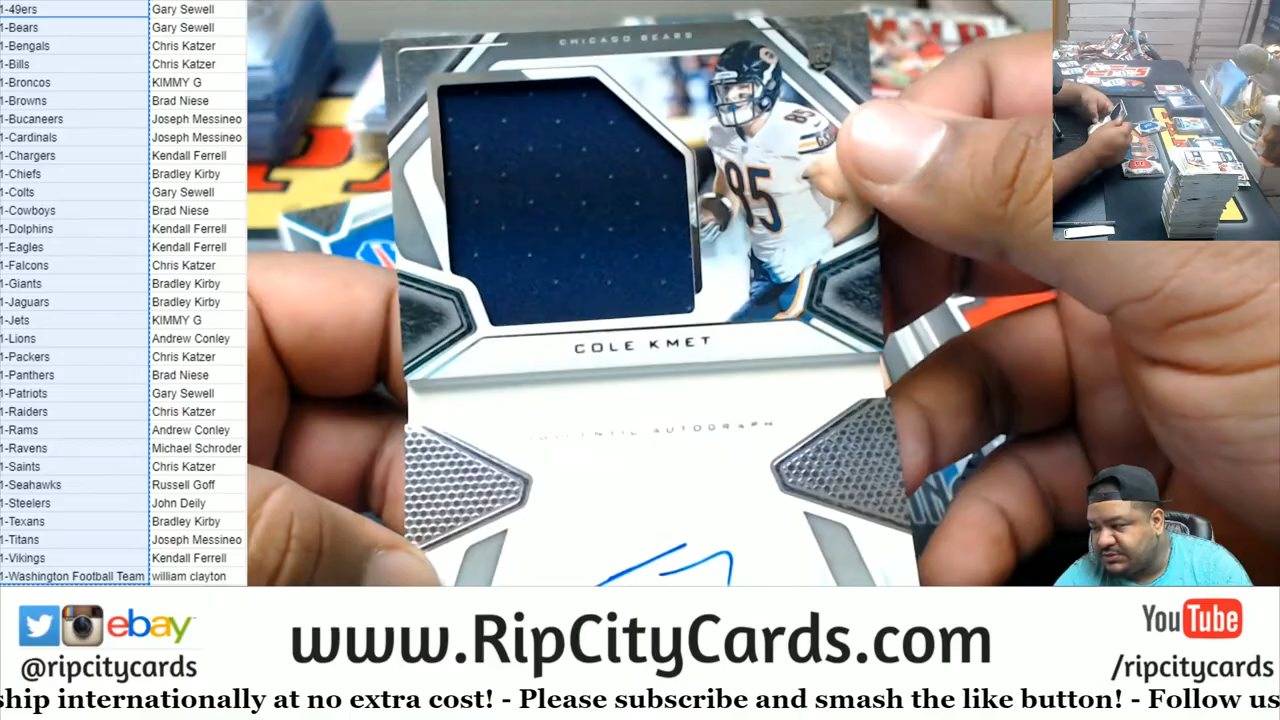 1-49ers Gary Sewell
1-Bears Gary Sewell
1-Bengals Chris Katzer
1-Bills Chris Katzer
1-Broncos KIMMY G
1-Browns Brad Niese
1-Bucaneers Joseph Messineo
1-Cardinals Joseph Messineo
1-Chargers Kendall Ferrell
1-Chiefs Bradley Kirby
1-Colts Gary Sewell
1-Cowboys Brad Niese
1-Dolphins Kendall Ferrell
1-Eagles Kendall Ferrell
1-Falcons Chris Katzer
1-Giants Bradley Kirby
1-Jaguars Bradley Kirby
1-Jets KIMMY G
1-Lions Andrew Conley
1-Packers Chris Katzer
1-Panthers Brad Niese
1-Patriots Gary Sewell
1-Raiders Chris Katzer
1-Rams Andrew Conley
1-Ravens Michael Schroder
1-Saints Chris Katzer
1-Seahawks Russell Goff
1-Steelers John Deily
1-Texans Bradley Kirby
1-Titans Joseph Messineo
1-Vikings Kendall Ferrell
1-Washington Football Team william clayton
CHICAGO BEARS
85
85
COLE KMET
AUTHENTIC AUTOGRAPH
ebay
@ripcitycards
www.RipCityCards.com
YouTube
/ripcitycards
ship internationally at no extra cost! - Please subscribe and smash the like button! - Follow us